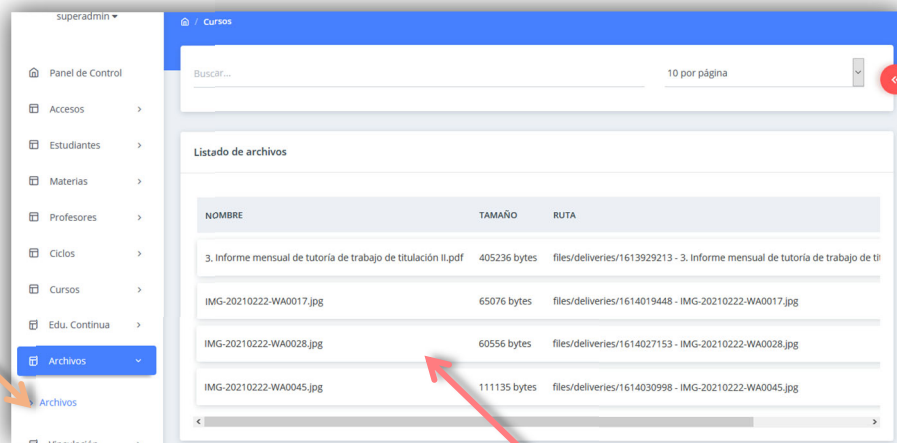 superadmin
/ Cursos
Panel de Control
Buscar...
10 por página
Accesos
Estudiantes
Listado de archivos
Materias
Profesores
NOMBRE TAMAÑO RUTA
Ciclos
3. Informe mensual de tutoría de trabajo de titulación II.pdf 405236 bytes files/deliveries/1613929213 - 3. Informe mensual de tutoría de trabajo de tit
Cursos
IMG-20210222-WA0017.jpg 65076 bytes files/deliveries/1614019448 - IMG-20210222-WA0017.jpg
Edu. Continua
IMG-20210222-WA0028.jpg 60556 bytes files/deliveries/1614027153 - IMG-20210222-WA0028.jpg
Archivos
IMG-20210222-WA0045.jpg 111135 bytes files/deliveries/1614030998 - IMG-20210222-WA0045.jpg
Archivos